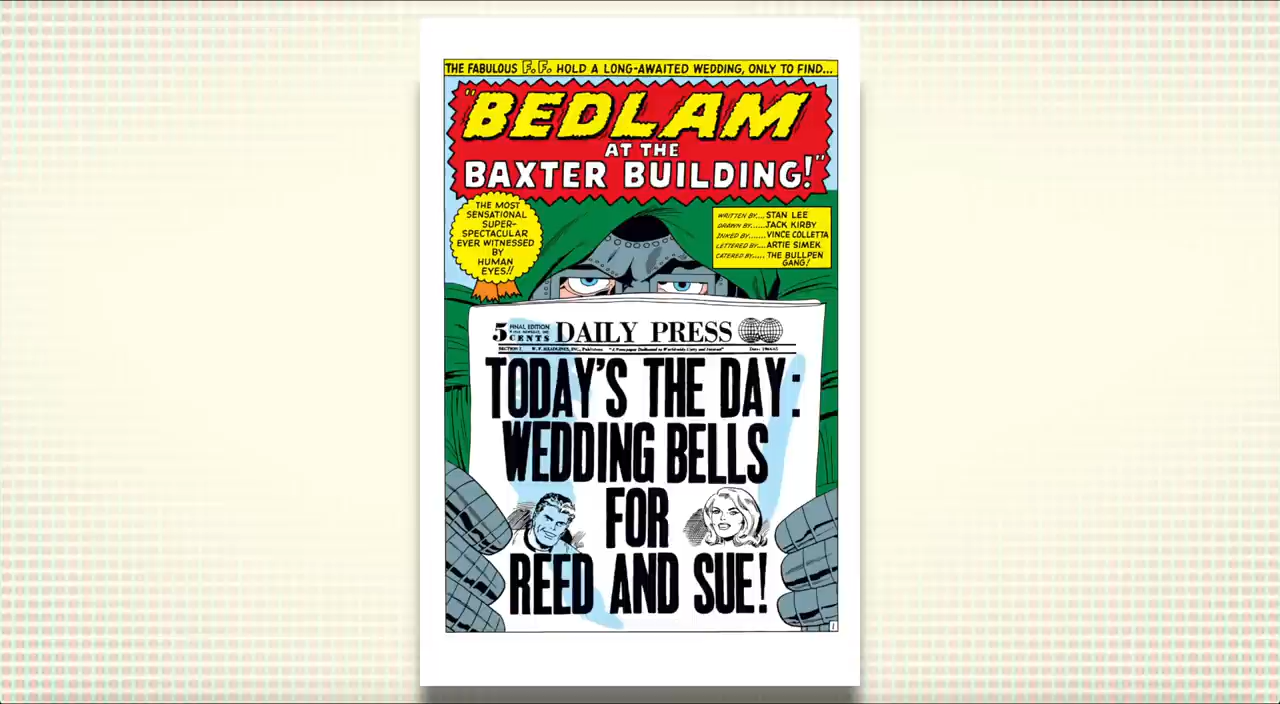 THE FABULOUS F.F. HOLD A LONG-AWAITED WEDDING, ONLY TO FIND...
"BEDLAM
AT THE
BAXTER BUILDING!"
THE MOST
SENSATIONAL
SUPER-
SPECTACULAR
EVER WITNESSED
BY
HUMAN
EYES!!
WRITTEN BY.... STAN LEE
DRAWN BY......JACK KIRBY
INKED BY.......VINCE COLLETTA
LETTERED BY....ARTIE SIMEK
CATERED BY..... THE BULLPEN
GANG!
5 CENTS
FINAL EDITION
DAILY PRESS
SECTION 1
TODAY'S THE DAY:
WEDDING BELLS
FOR
REED AND SUE!
1